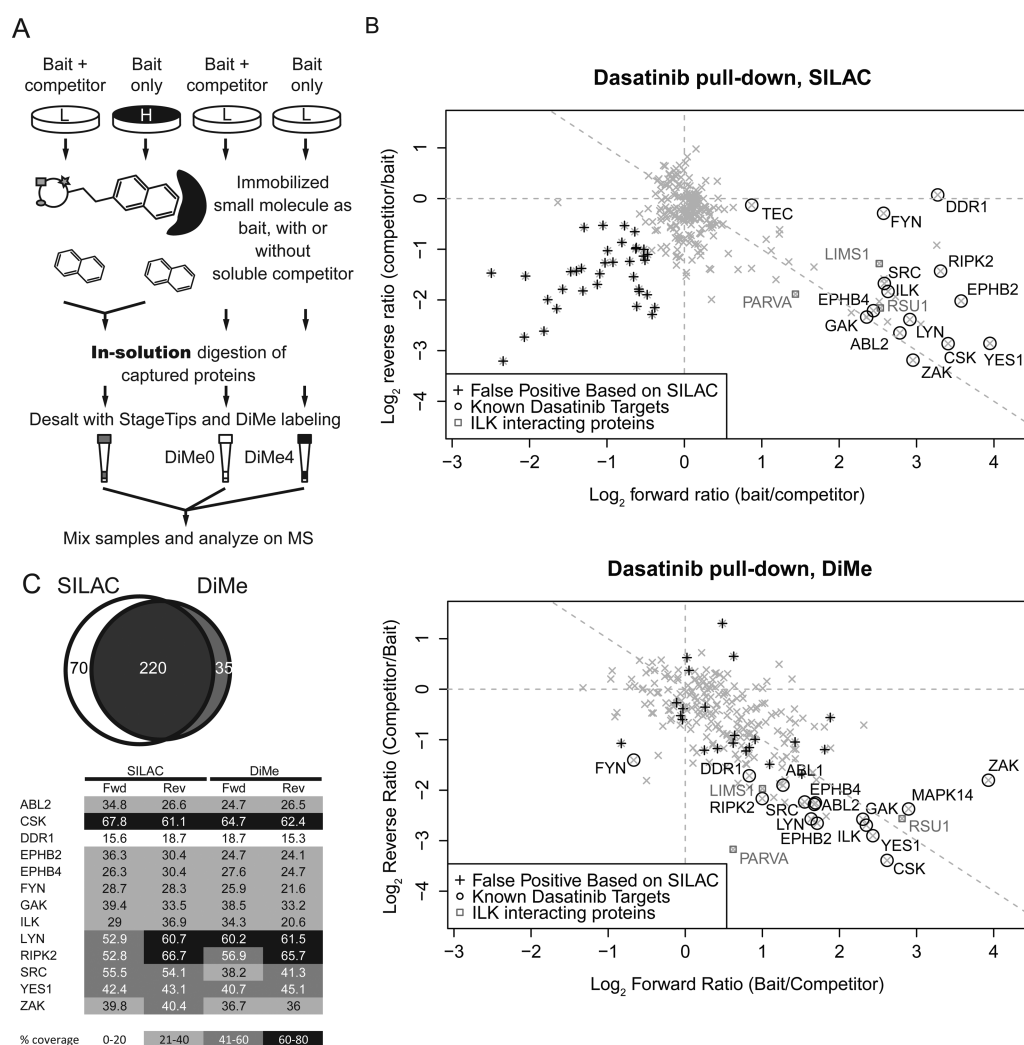 A
Bait + competitor
Bait only
Bait + competitor
Bait only
L
H
L
L
Immobilized
small molecule as
bait, with or
without
soluble competitor
In-solution digestion of
captured proteins
Desalt with StageTips and DiMe labeling
DiMe0
DiMe4
Mix samples and analyze on MS
B
Dasatinib pull-down, SILAC
Log2 reverse ratio (competitor/bait)
1
0
−1
−2
−3
−4
TEC
FYN
DDR1
LIMS1
RIPK2
SRC
ILK
EPHB2
PARVA
EPHB4
RSU1
GAK
LYN
ABL2
CSK
YES1
ZAK
+ False Positive Based on SILAC
○ Known Dasatinib Targets
□ ILK interacting proteins
−3 −2 −1 0 1 2 3 4
Log2 forward ratio (bait/competitor)
Dasatinib pull-down, DiMe
Log2 Reverse Ratio (Competitor/Bait)
1
0
−1
−2
−3
−4
FYN
DDR1
ABL1
ZAK
LIMS1
EPHB4
MAPK14
RIPK2
SRC
ABL2
GAK
RSU1
LYN
EPHB2
ILK
YES1
PARVA
CSK
+ False Positive Based on SILAC
○ Known Dasatinib Targets
□ ILK interacting proteins
−3 −2 −1 0 1 2 3 4
Log2 Forward Ratio (Bait/Competitor)
C
SILAC DiMe
70 220 35
SILAC DiMe
Fwd Rev Fwd Rev
ABL2 34.8 26.6 24.7 26.5
CSK 67.8 61.1 64.7 62.4
DDR1 15.6 18.7 18.7 15.3
EPHB2 36.3 30.4 24.7 24.1
EPHB4 26.3 30.4 27.6 24.7
FYN 28.7 28.3 25.9 21.6
GAK 39.4 33.5 38.5 33.2
ILK 29 36.9 34.3 20.6
LYN 52.9 60.7 60.2 61.5
RIPK2 52.8 66.7 56.9 65.7
SRC 55.5 54.1 38.2 41.3
YES1 42.4 43.1 40.7 45.1
ZAK 39.8 40.4 36.7 36
% coverage 0-20 21-40 41-60 60-80